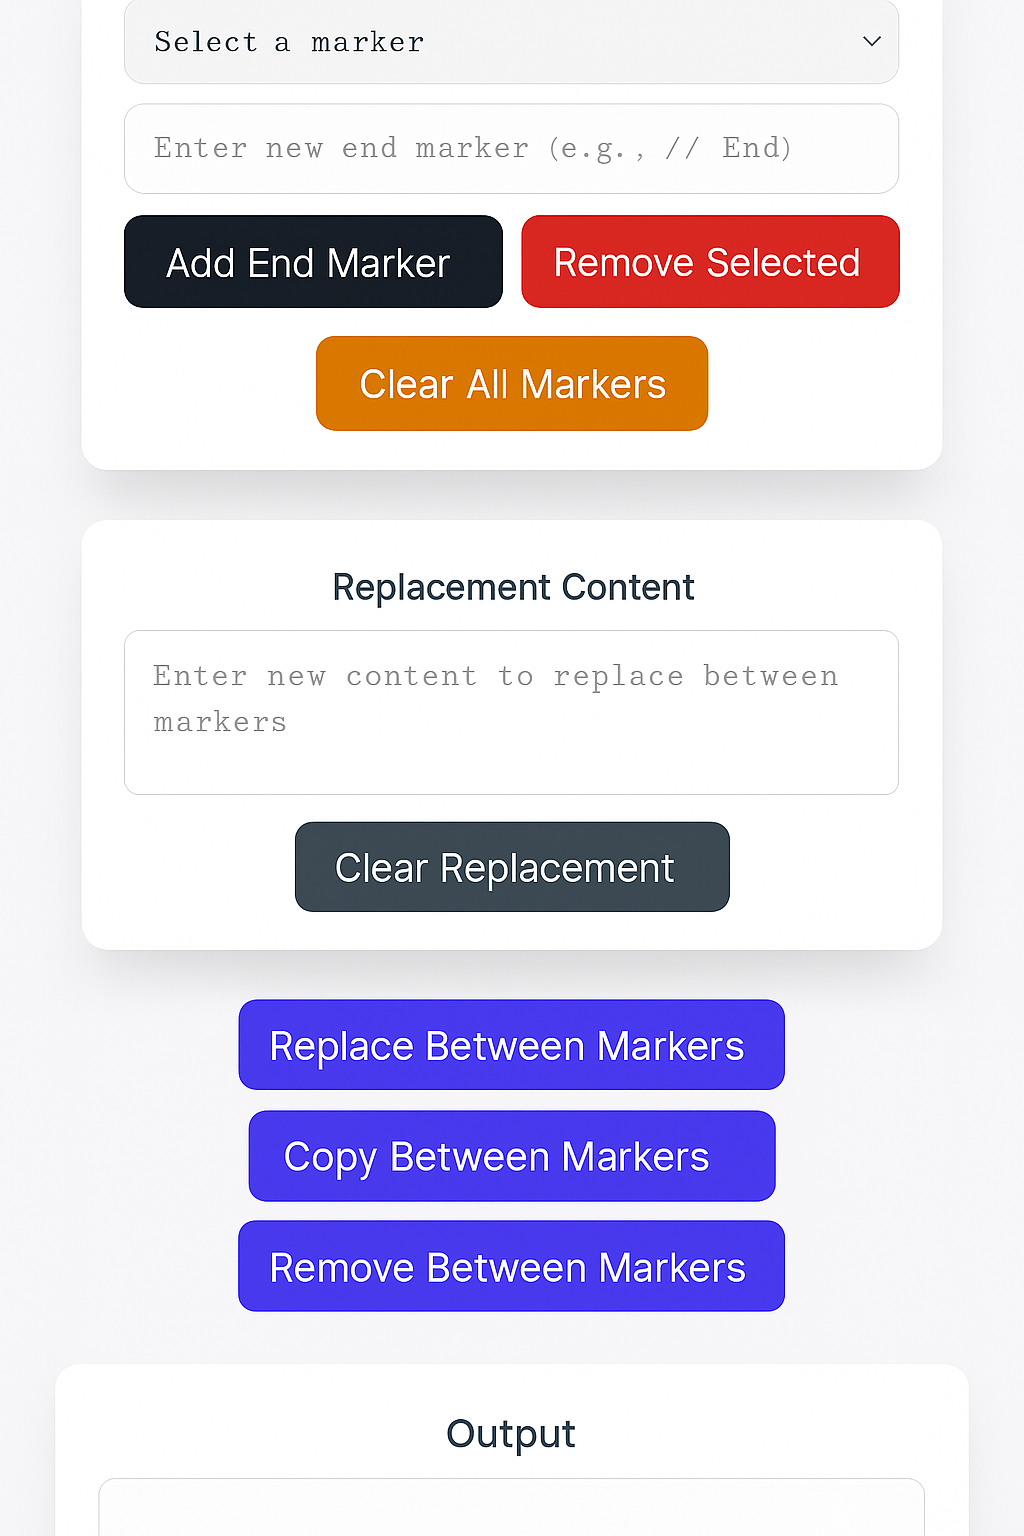 Select a marker
Enter new end marker (e.g., // End)
Add End Marker
Remove Selected
Clear All Markers
Replacement Content
Enter new content to replace between
markers
Clear Replacement
Replace Between Markers
Copy Between Markers
Remove Between Markers
Output